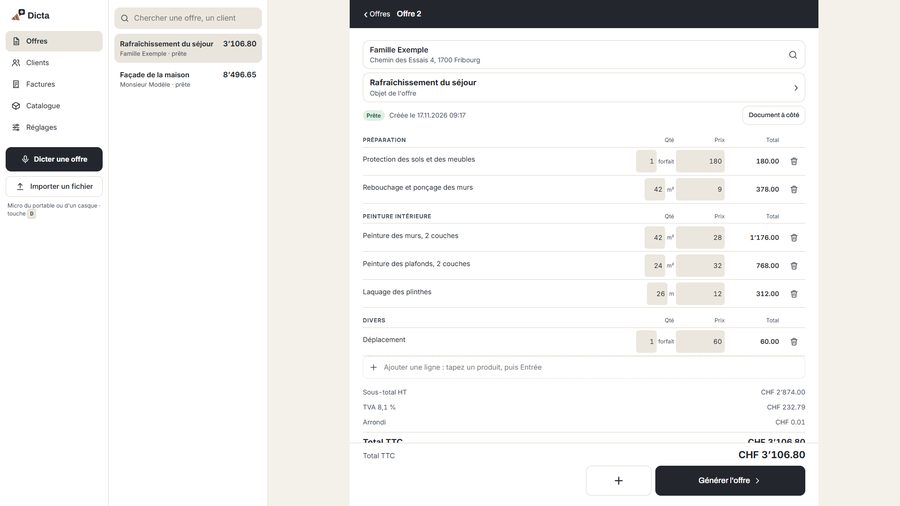 Dicta
Offres
Clients
Factures
Catalogue
Réglages
Dicter une offre
Importer un fichier
Micro du portable ou d'un casque ·
touche D
Chercher une offre, un client
Rafraîchissement du séjour 3'106.80
Famille Exemple · prête
Façade de la maison 8'496.65
Monsieur Modèle · prête
Offres Offre 2
Famille Exemple
Chemin des Essais 4, 1700 Fribourg
Rafraîchissement du séjour
Objet de l'offre
Prête Créée le 17.11.2026 09:17 Document à côté
PRÉPARATION Qté Prix Total
Protection des sols et des meubles 1 forfait 180 180.00
Rebouchage et ponçage des murs 42 m² 9 378.00
PEINTURE INTÉRIEURE Qté Prix Total
Peinture des murs, 2 couches 42 m² 28 1'176.00
Peinture des plafonds, 2 couches 24 m² 32 768.00
Laquage des plinthes 26 m 12 312.00
DIVERS Qté Prix Total
Déplacement 1 forfait 60 60.00
Ajouter une ligne : tapez un produit, puis Entrée
Sous-total HT CHF 2'874.00
TVA 8,1 % CHF 232.79
Arrondi CHF 0.01
Total TTC CHF 3'106.80
Total TTC CHF 3'106.80
+ Générer l'offre